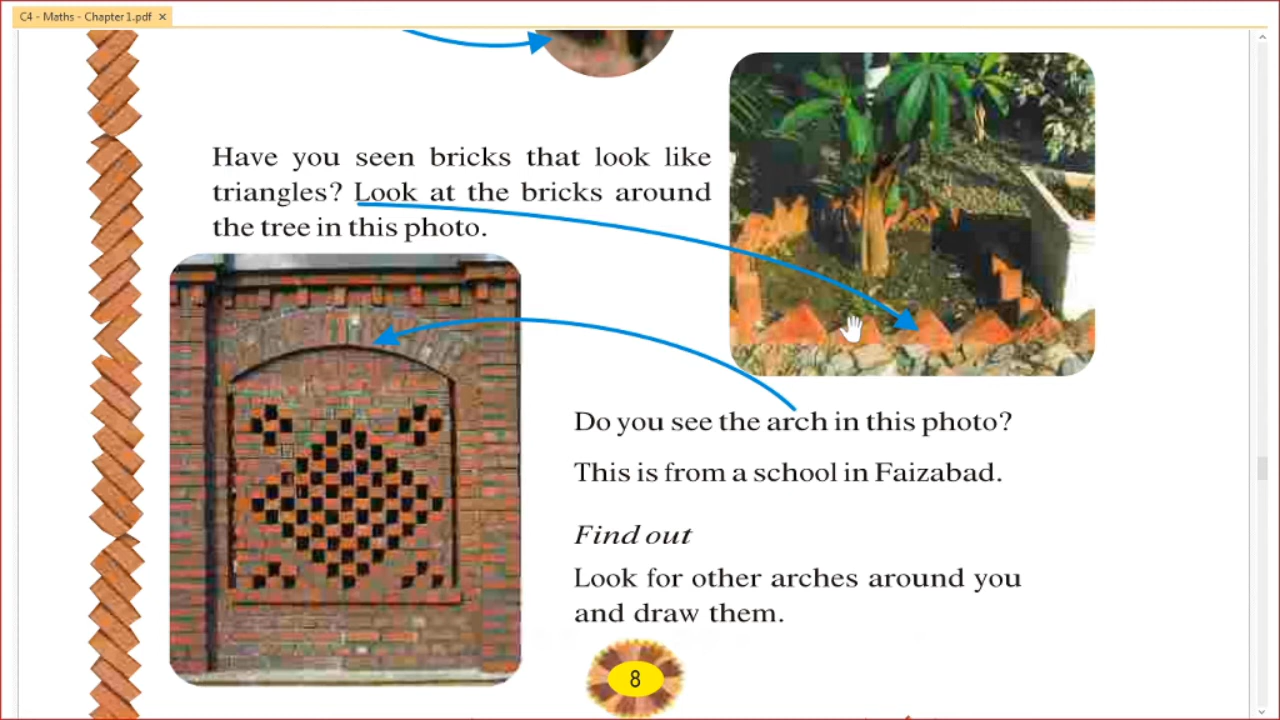 C4 - Maths - Chapter 1.pdf
Have you seen bricks that look like
triangles? Look at the bricks around
the tree in this photo.
Do you see the arch in this photo?
This is from a school in Faizabad.
Find out
Look for other arches around you
and draw them.
8